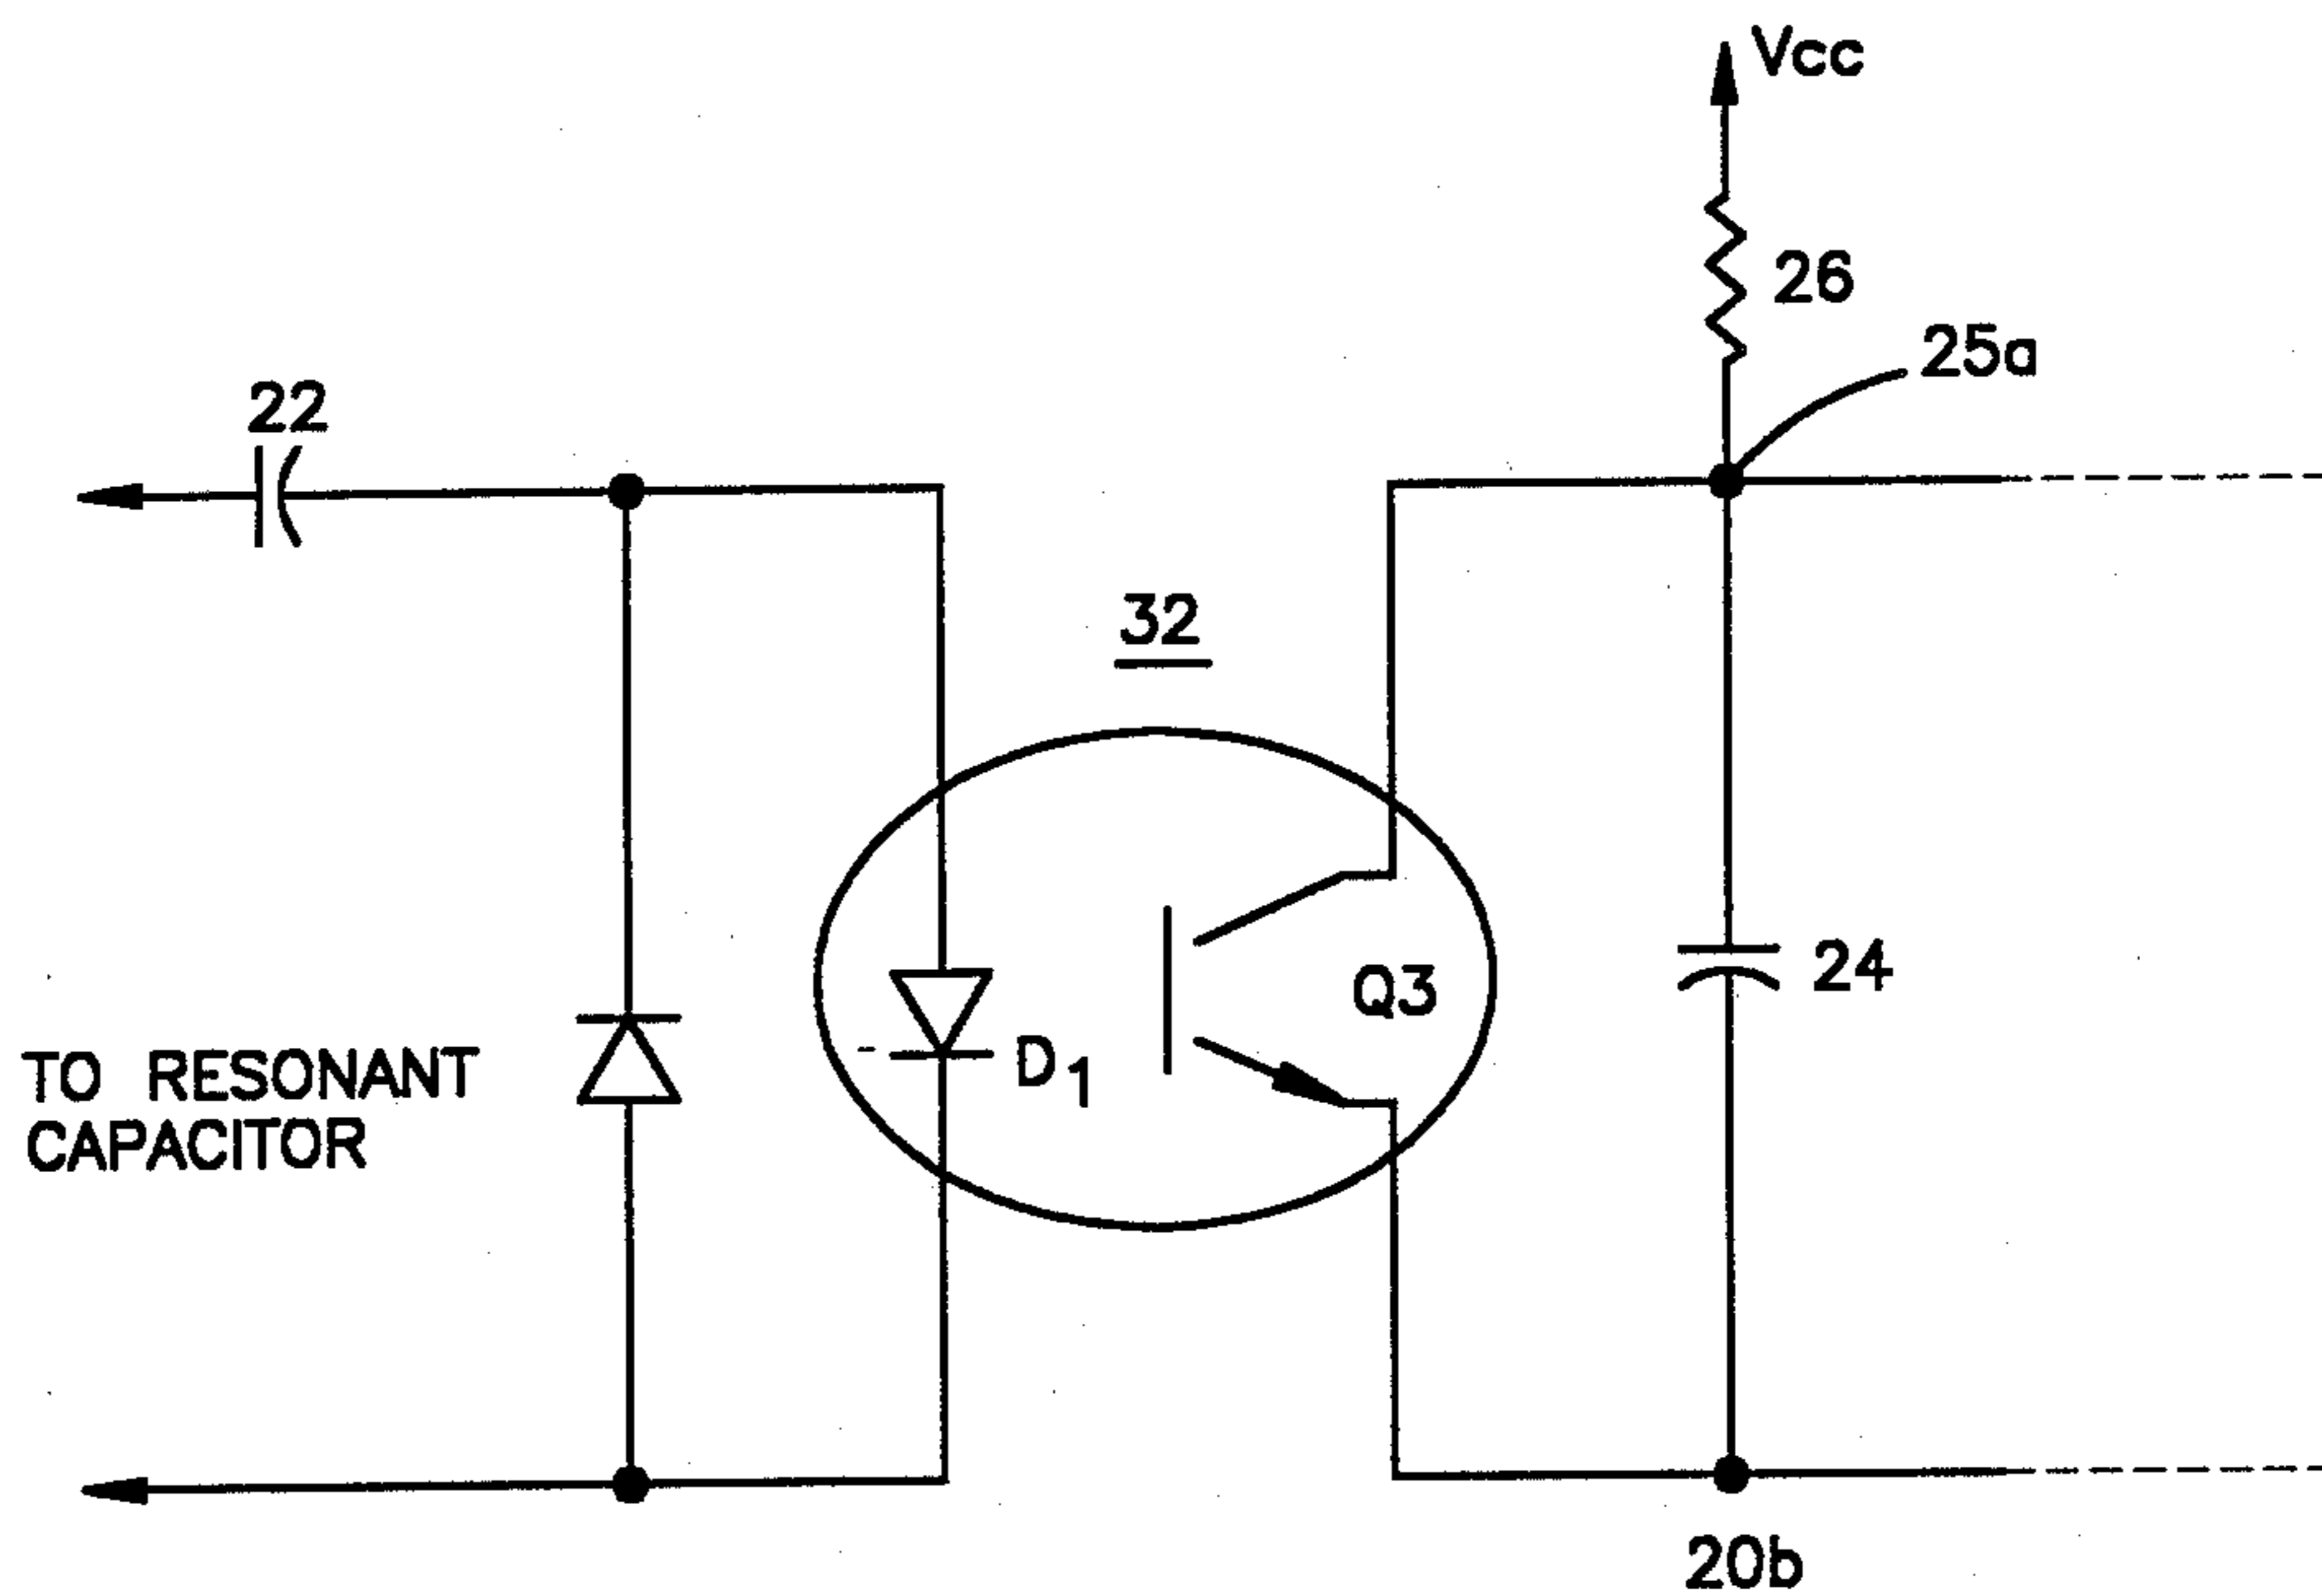 Vcc
26
25a
22
32
Q3
24
D1
TO RESONANT
CAPACITOR
20b